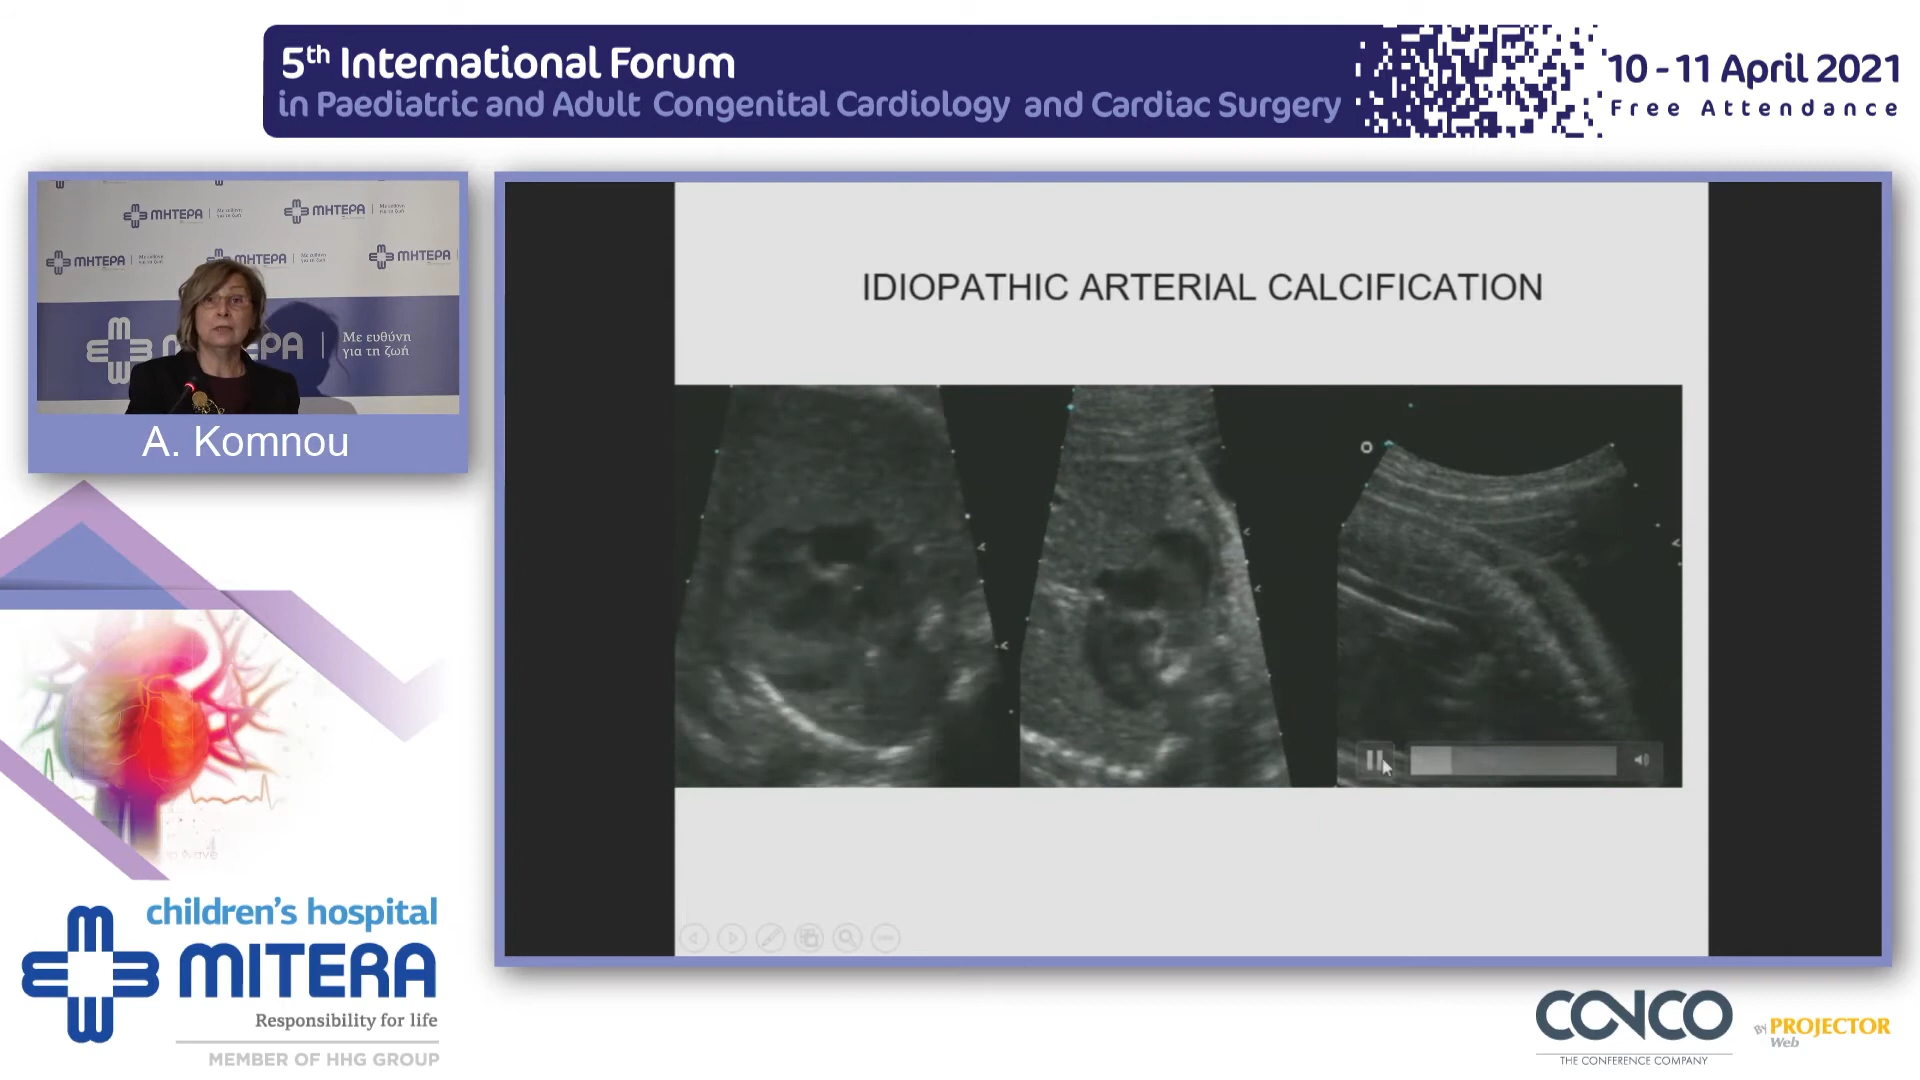 5th International Forum
in Paediatric and Adult Congenital Cardiology and Cardiac Surgery
10 - 11 April 2021
Free Attendance
ΜΗΤΕΡΑ
ΜΗΤΕΡΑ
ΜΗΤΕΡΑ
ΜΗΤΕΡΑ
ΜΗΤΕΡΑ
Με ευθύνη
για τη ζωή
A. Komnou
IDIOPATHIC ARTERIAL CALCIFICATION
children's hospital
MITERA
Responsibility for life
MEMBER OF HHG GROUP
CONCO
THE CONFERENCE COMPANY
By PROJECTOR
Web